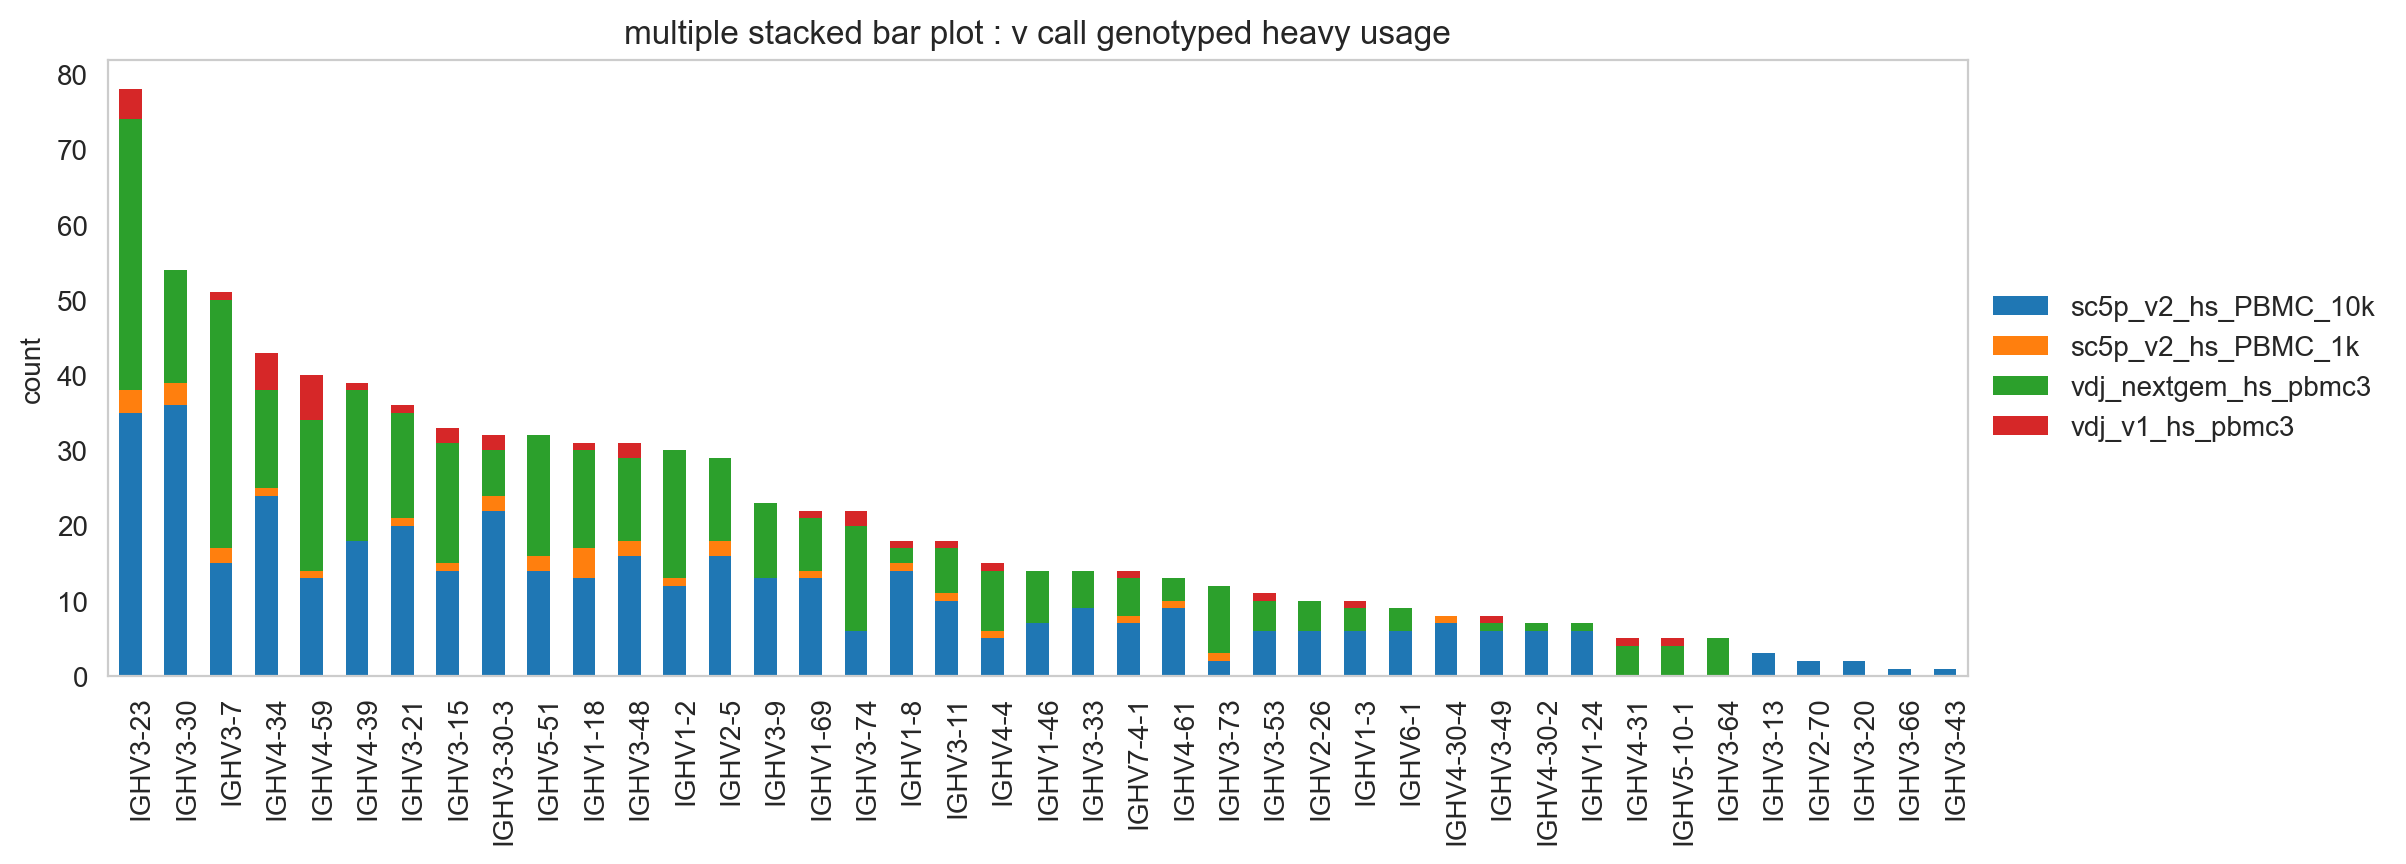 multiple stacked bar plot : v call genotyped heavy usage
80
70
60
50
40
30
20
10
0
count
IGHV3-23
IGHV3-30
IGHV3-7
IGHV4-34
IGHV4-59
IGHV4-39
IGHV3-21
IGHV3-15
IGHV3-30-3
IGHV5-51
IGHV1-18
IGHV3-48
IGHV1-2
IGHV2-5
IGHV3-9
IGHV1-69
IGHV3-74
IGHV1-8
IGHV3-11
IGHV4-4
IGHV1-46
IGHV3-33
IGHV7-4-1
IGHV4-61
IGHV3-73
IGHV3-53
IGHV2-26
IGHV1-3
IGHV6-1
IGHV4-30-4
IGHV3-49
IGHV4-30-2
IGHV1-24
IGHV4-31
IGHV5-10-1
IGHV3-64
IGHV3-13
IGHV2-70
IGHV3-20
IGHV3-66
IGHV3-43
sc5p_v2_hs_PBMC_10k
sc5p_v2_hs_PBMC_1k
vdj_nextgem_hs_pbmc3
vdj_v1_hs_pbmc3